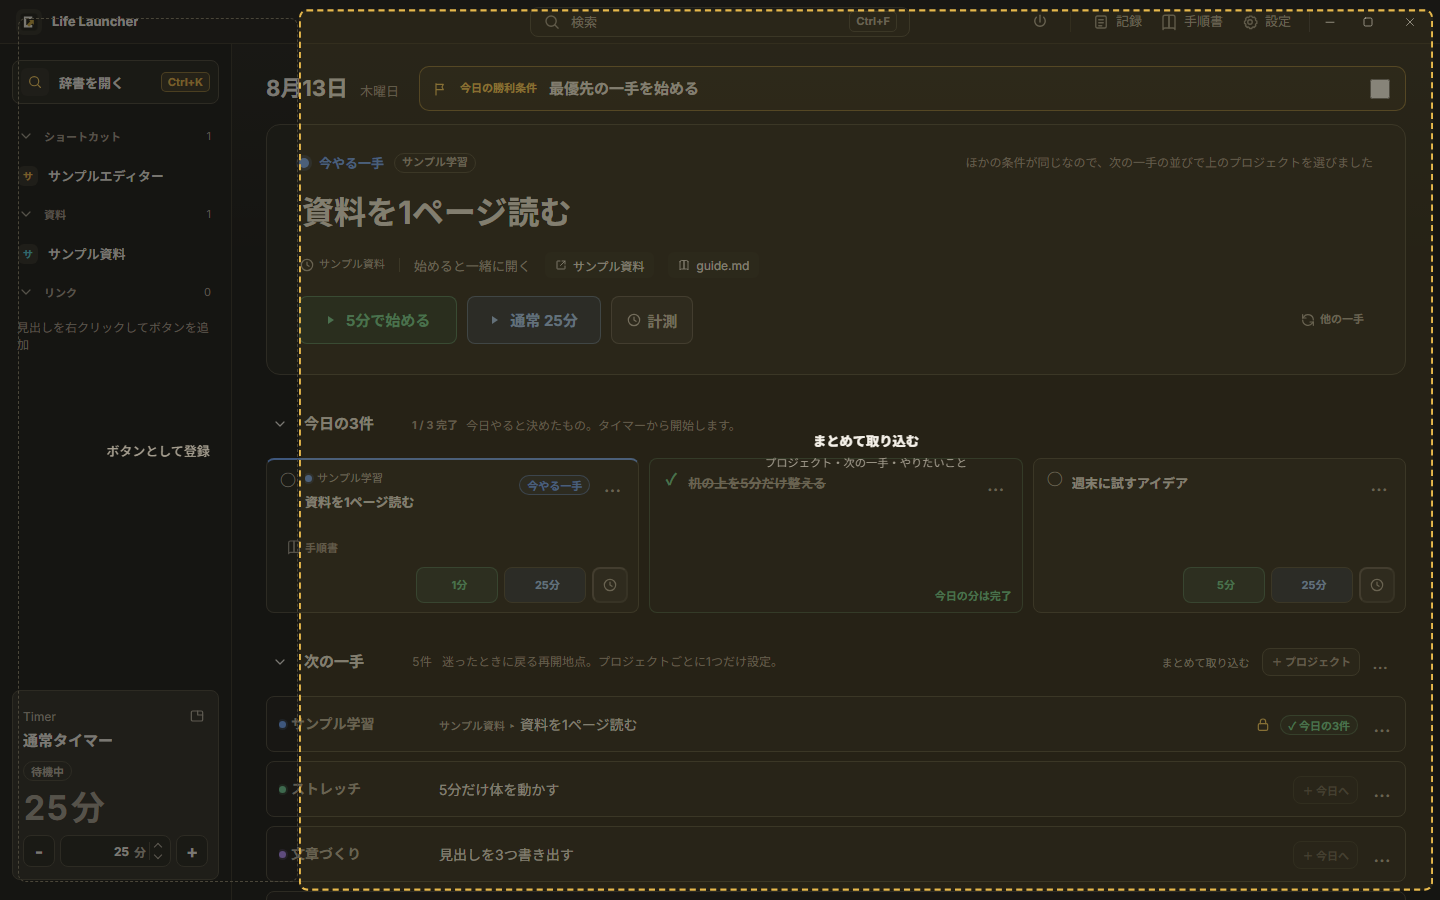 Life Launcher
検索
Ctrl+F
記録
手順書
設定
辞書を開く
Ctrl+K
ショートカット
1
サ
サンプルエディター
資料
1
サ
サンプル資料
リンク
0
見出しを右クリックしてボタンを追
加
ボタンとして登録
Timer
通常タイマー
待機中
25分
-
25 分
+
8月13日
木曜日
今日の勝利条件
最優先の一手を始める
今やる一手
サンプル学習
ほかの条件が同じなので、次の一手の並びで上のプロジェクトを選びました
資料を1ページ読む
サンプル資料
始めると一緒に開く
サンプル資料
guide.md
5分で始める
通常 25分
計測
他の一手
今日の3件
1 / 3 完了
今日やると決めたもの。タイマーから開始します。
まとめて取り込む
プロジェクト・次の一手・やりたいこと
サンプル学習
資料を1ページ読む
今やる一手
...
手順書
1分
25分
机の上を5分だけ整える
...
今日の分は完了
週末に試すアイデア
...
5分
25分
次の一手
5件
迷ったときに戻る再開地点。プロジェクトごとに1つだけ設定。
まとめて取り込む
+ プロジェクト
...
サンプル学習
サンプル資料 ▸ 資料を1ページ読む
✓今日の3件
...
ストレッチ
5分だけ体を動かす
+ 今日へ
...
文章づくり
見出しを3つ書き出す
+ 今日へ
...